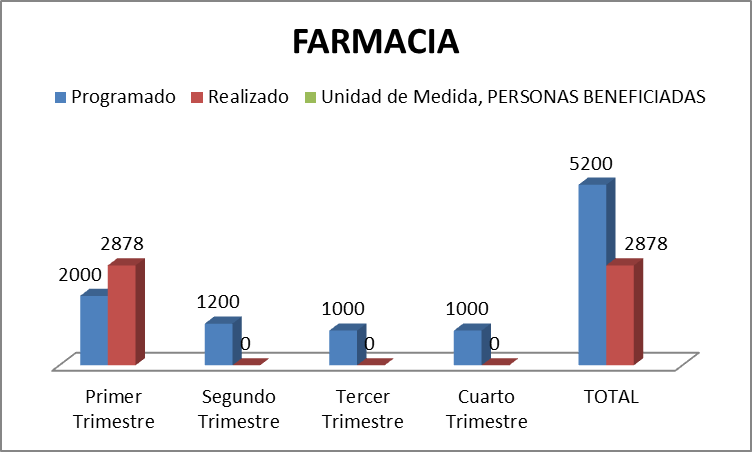 FARMACIA
Programado Realizado Unidad de Medida, PERSONAS BENEFICIADAS
5200
2878
2878
2000
1200
1000
1000
0
0
0
Primer Trimestre
Segundo Trimestre
Tercer Trimestre
Cuarto Trimestre
TOTAL